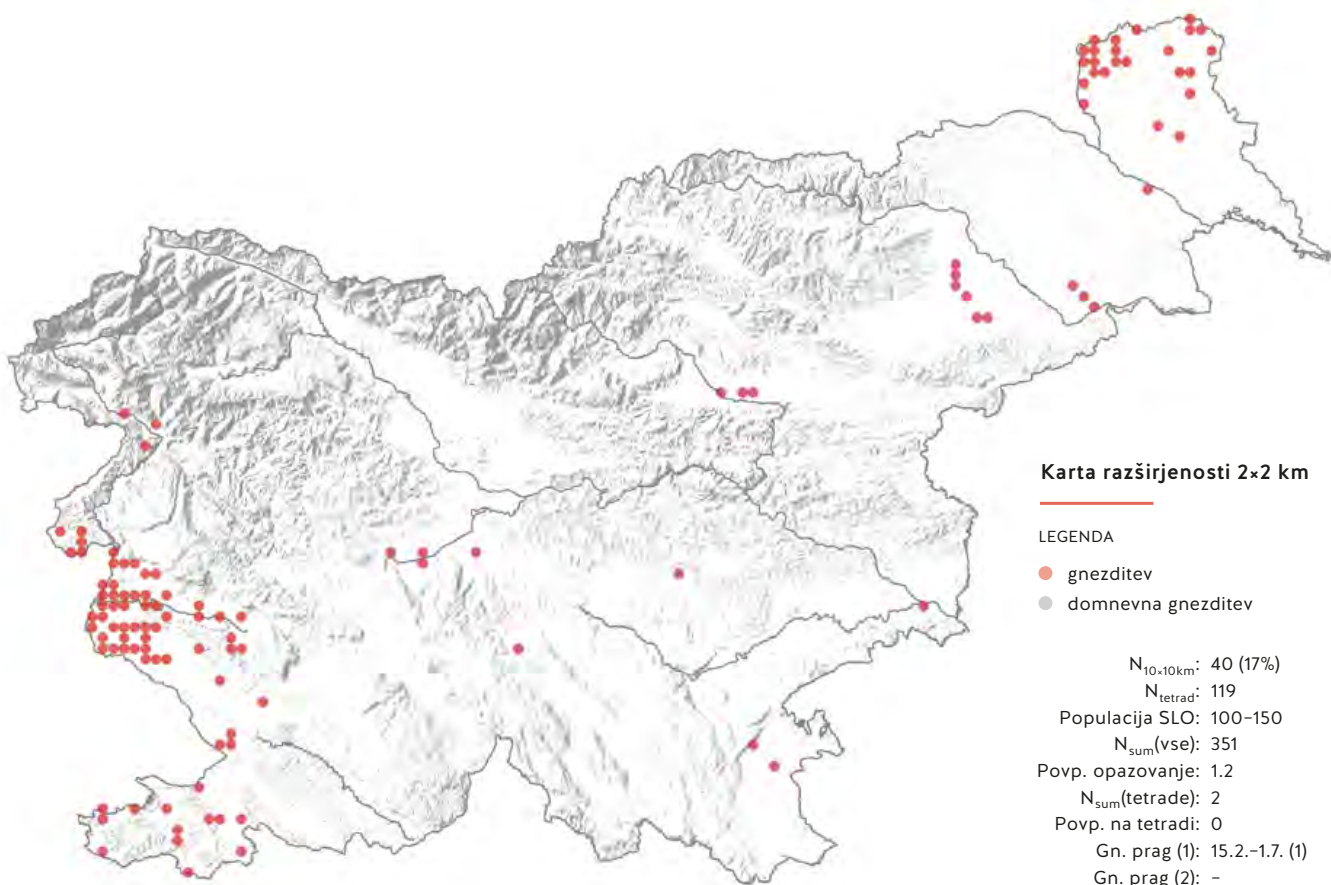 Karta razširjenosti 2×2 km
LEGENDA
gnezditev
domnevna gnezditev
N10×10km: 40 (17%)
Ntetrad: 119
Populacija SLO: 100–150
Nsum(vse): 351
Povp. opazovanje: 1.2
Nsum(tetrade): 2
Povp. na tetradi: 0
Gn. prag (1): 15.2.–1.7. (1)
Gn. prag (2): –